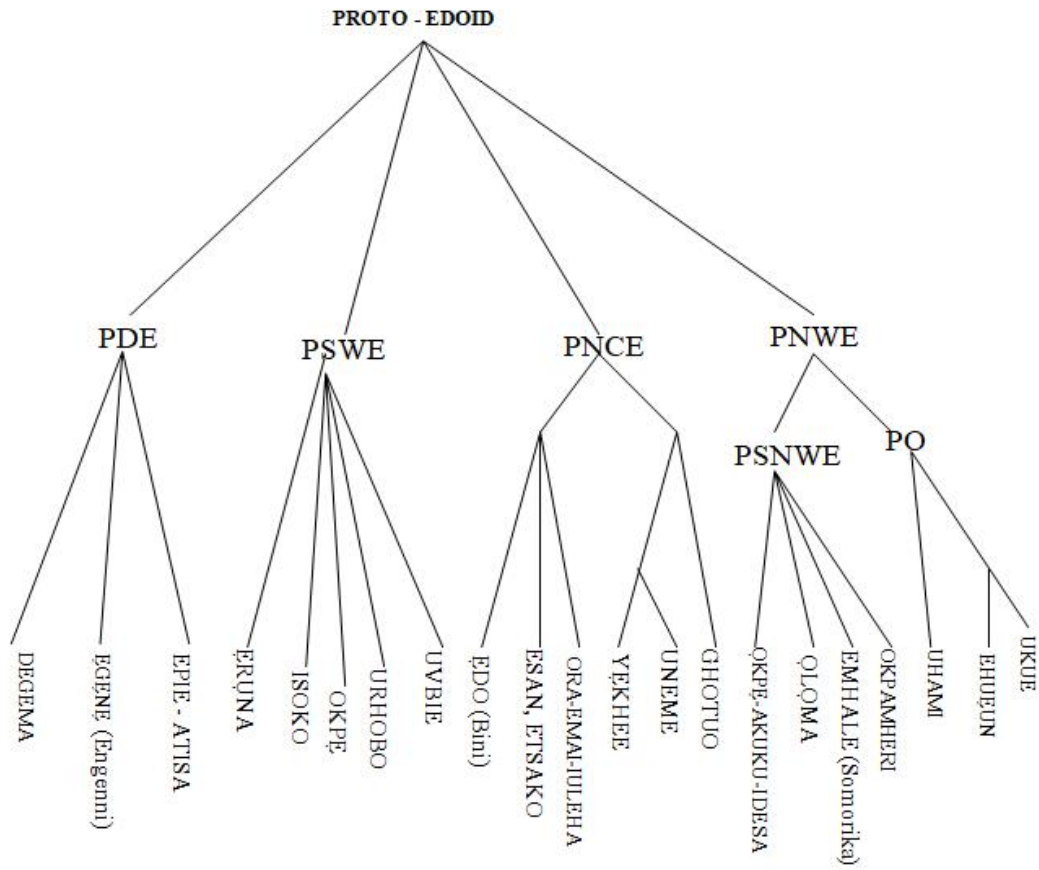 PROTO - EDOID
PDE
PSWE
PNCE
PNWE
PSNWE
PO
DEGEMA
ẸGẸNẸ (Engenni)
EPIE - ATISA
ẸRỤNA
ISOKO
OKPẸ
URHOBO
UVBIE
ẸDO (Bini)
ESAN, ETSAKO
ORA-EMAI-IULEHA
YẸKHEE
UNEME
GHOTUO
ỌKPẸ-AKUKU-IDESA
ỌLỌMA
EMHALE (Somorika)
OKPAMHERI
UHAMI
EHUẸUN
UKUE